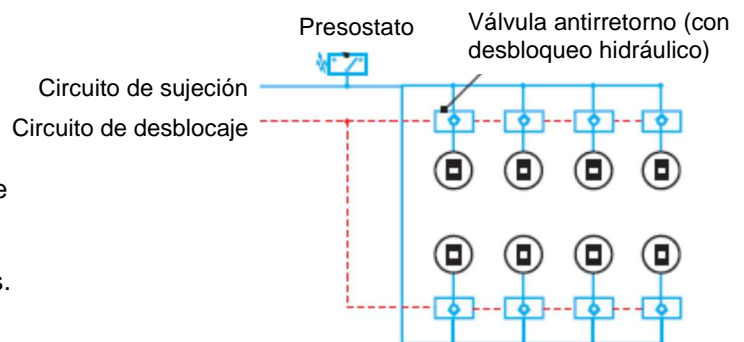 Presostato
Válvula antirretorno (con
desbloqueo hidráulico)
Circuito de sujeción
Circuito de desblocaje
e
s.